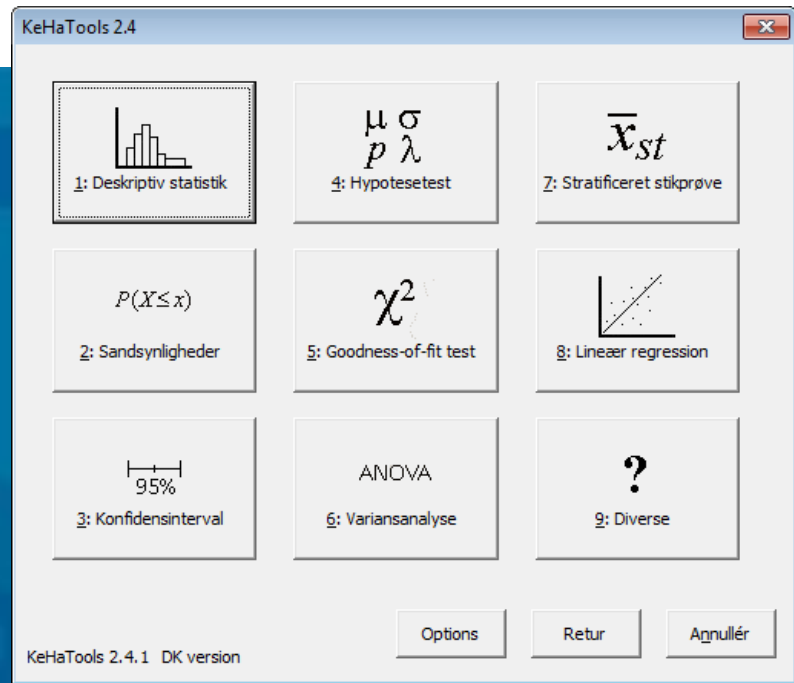 KeHaTools 2.4
μ σ
p λ
x̄st
1: Deskriptiv statistik
4: Hypotesetest
7: Stratificeret stikprøve
P(X≤x)
χ²
2: Sandsynligheder
5: Goodness-of-fit test
8: Lineær regression
95%
ANOVA
?
3: Konfidensinterval
6: Variansanalyse
9: Diverse
Options
Retur
Annullér
KeHaTools 2.4.1 DK version